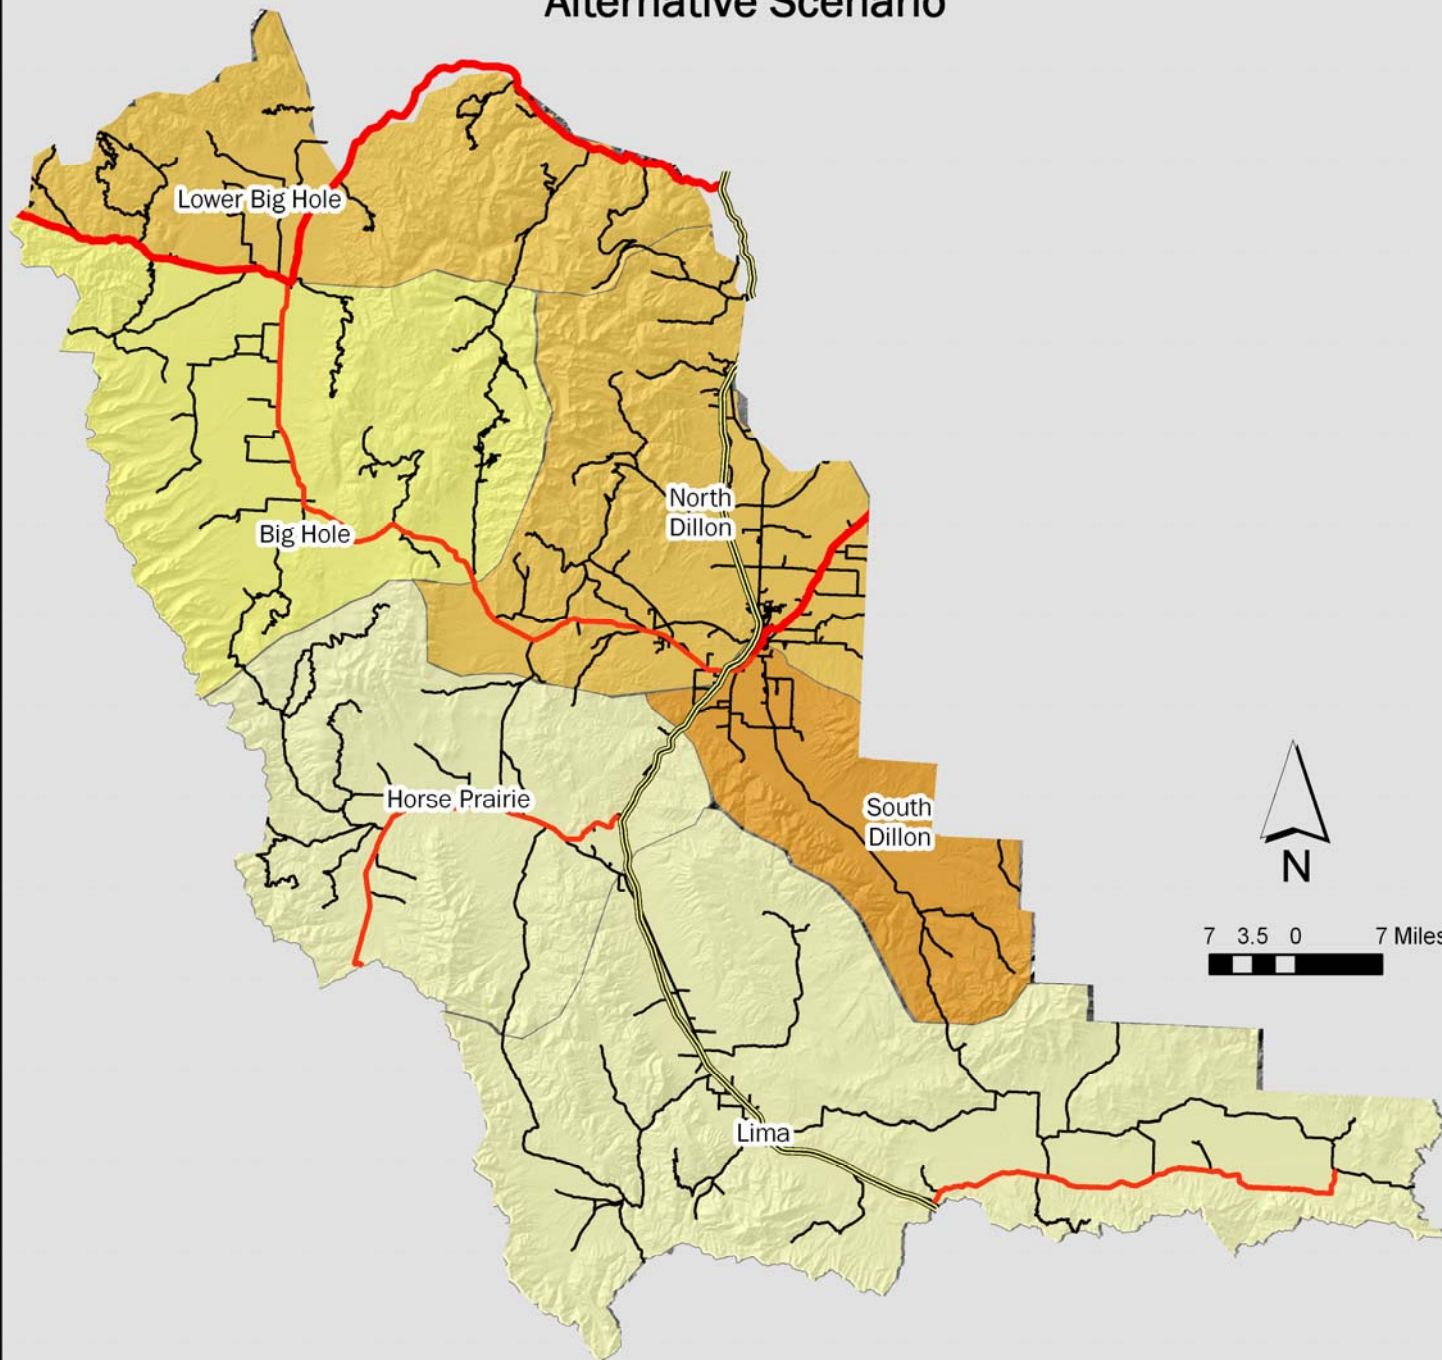 Alternative Scenario
Lower Big Hole
North
Dillon
Big Hole
Horse Prairie
South
Dillon
N
7 3.5 0 7 Miles
Lima